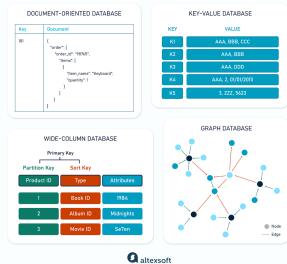 DOCUMENT-ORIENTED DATABASE
Key Document
{
"order": {
"items": [
{
"item_name": "Keyboard",
"quantity": 1
}
]
}
}
KEY-VALUE DATABASE
KEY VALUE
K1 AAA, BBB, CCC
K2 AAA, BBB
K3 AAA, DDD
K4 AAA, 2, 01/01/2015
K5 3, ZZZ, 5623
WIDE-COLUMN DATABASE
Primary Key
Partition Key Sort Key
Product ID Type Attributes
1 Book ID 1984
2 Album ID Midnights
3 Movie ID Se7en
GRAPH DATABASE
Node
Edge
altexsoft